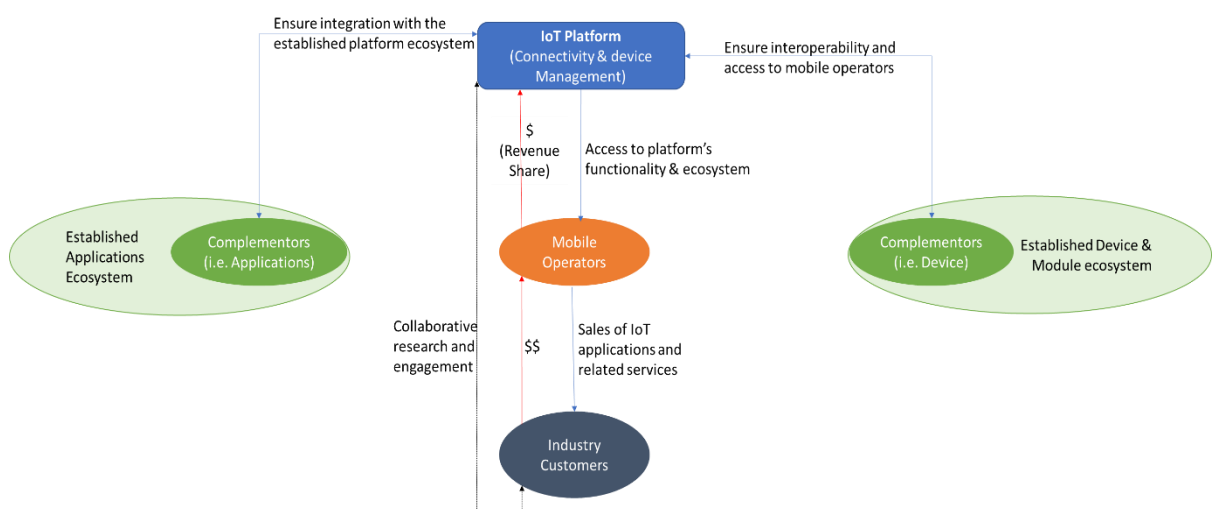 Ensure integration with the
established platform ecosystem
IoT Platform
(Connectivity & device
Management)
Ensure interoperability and
access to mobile operators
$
(Revenue
Share)
Access to platform's
functionality & ecosystem
Established
Applications
Ecosystem
Complementors
(i.e. Applications)
Mobile
Operators
Complementors
(i.e. Device)
Established Device &
Module ecosystem
Collaborative
research and
engagement
$$
Sales of IoT
applications and
related services
Industry
Customers